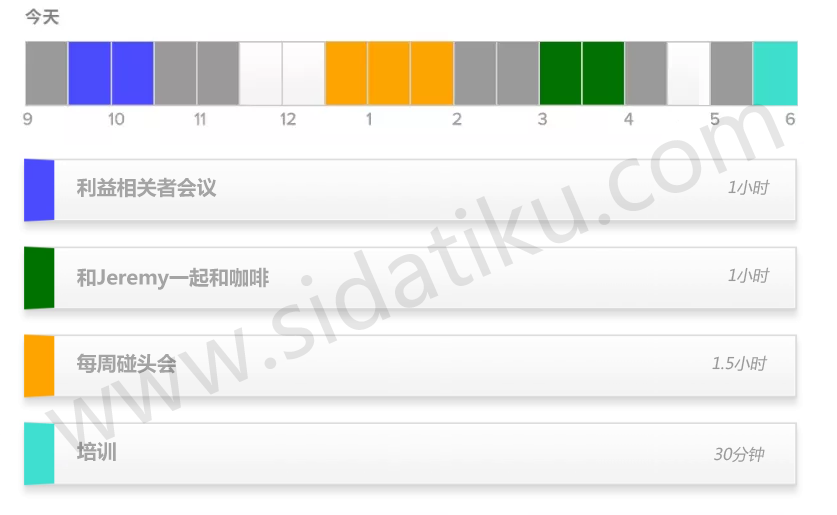 今天
9 10 11 12 1 2 3 4 5 6
利益相关者会议 1小时
和Jeremy一起和咖啡 1小时
每周碰头会 1.5小时
培训 30分钟
www.sidatiku.com